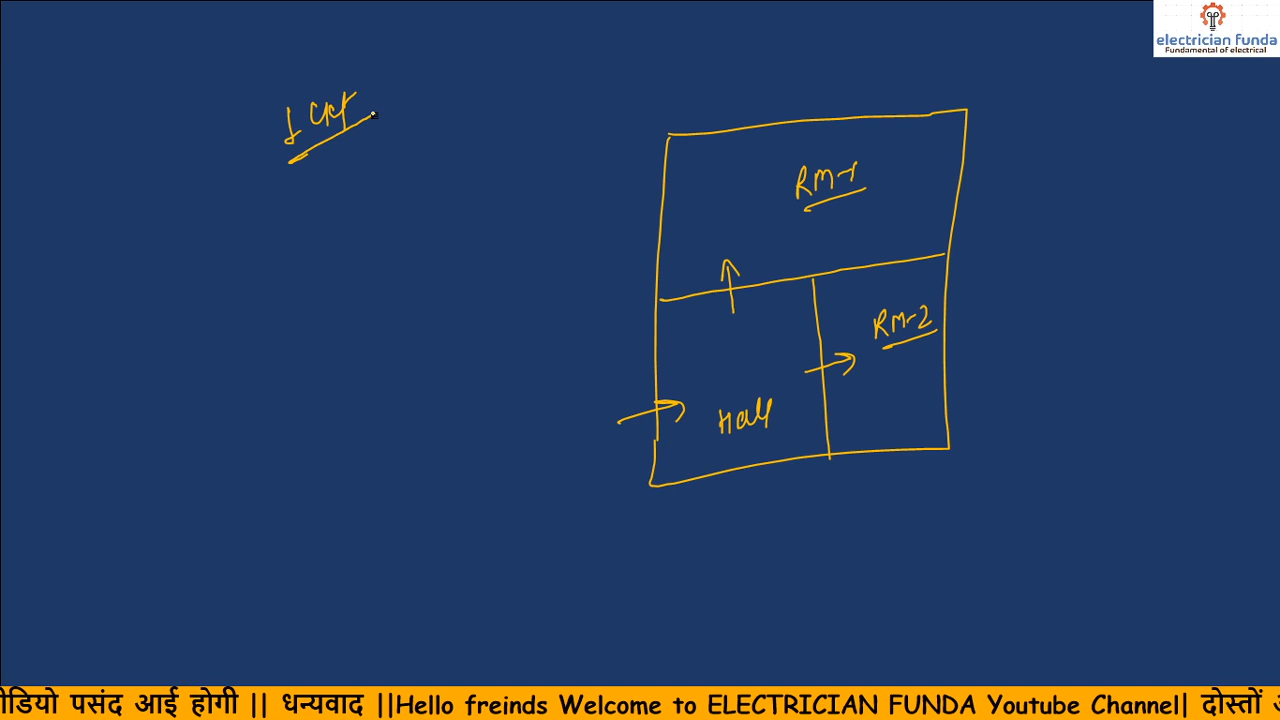 electrician funda
Fundamental of electrical
1 Ckt
RM-1
RM-2
Hall
पसंद आई होगी || धन्यवाद ||Hello freinds Welcome to ELECTRICIAN FUNDA Youtube Channel| दोस्तों